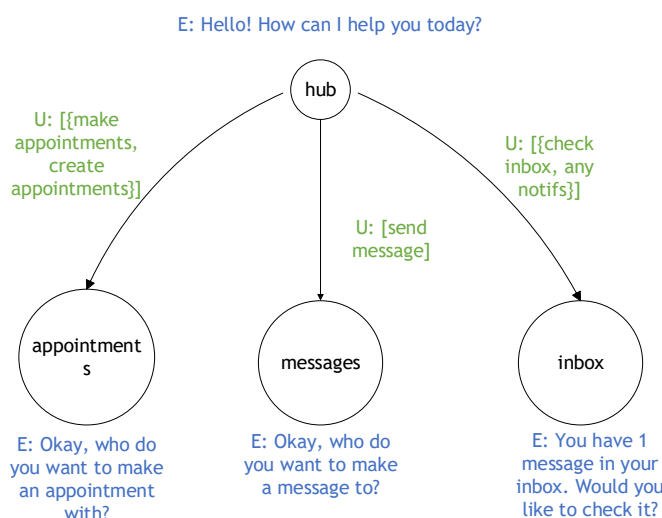 E: Hello! How can I help you today?
hub
U: [{make
appointments,
create
appointments}]
U: [send
message]
U: [{check
inbox, any
notifs}]
appointment
s
messages
inbox
E: Okay, who do
you want to make
an appointment
with?
E: Okay, who do
you want to make
a message to?
E: You have 1
message in your
inbox. Would you
like to check it?